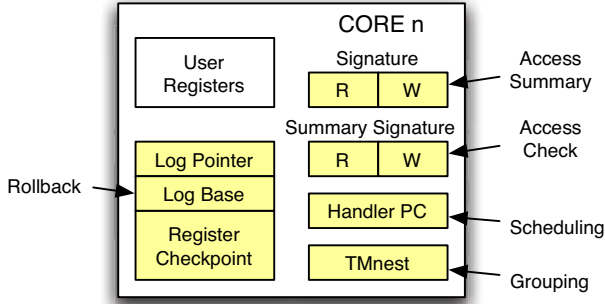 CORE n
User
Registers
Signature
R W
Access
Summary
Summary Signature
R W
Access
Check
Rollback
Log Pointer
Log Base
Register
Checkpoint
Handler PC
Scheduling
TMnest
Grouping